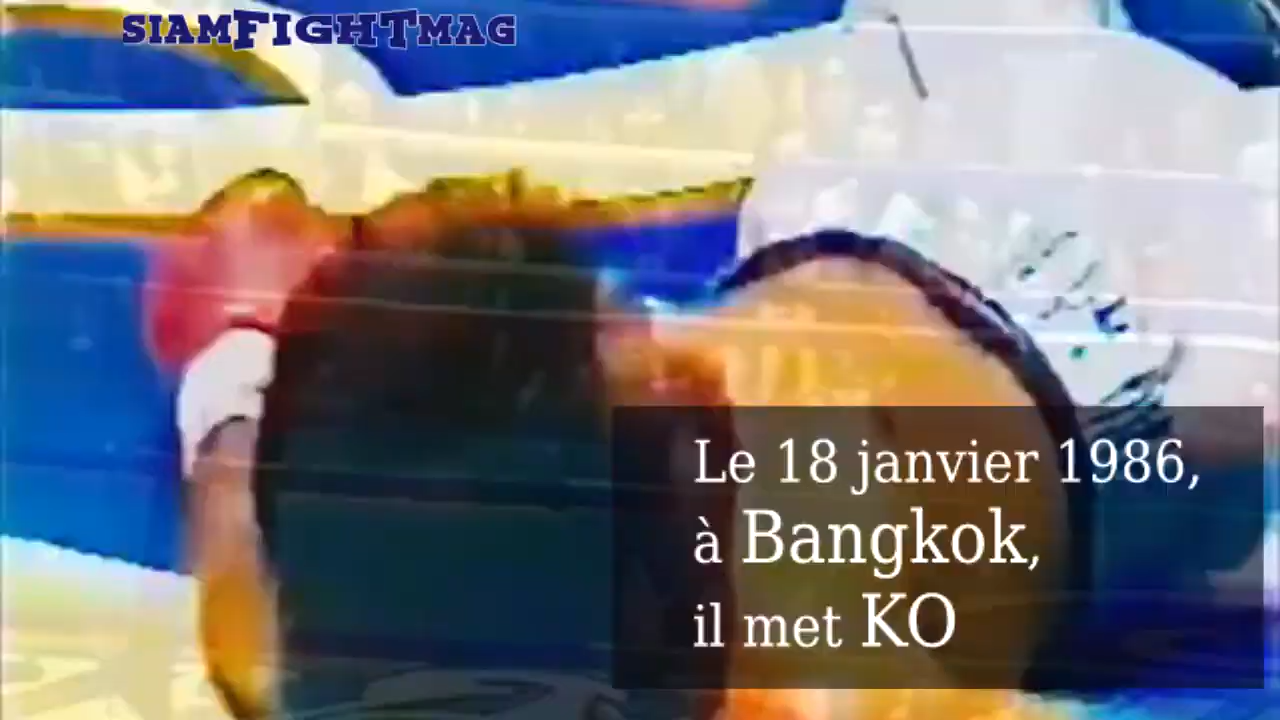 SIAMFIGHTMAG
Le 18 janvier 1986,
à Bangkok,
il met KO